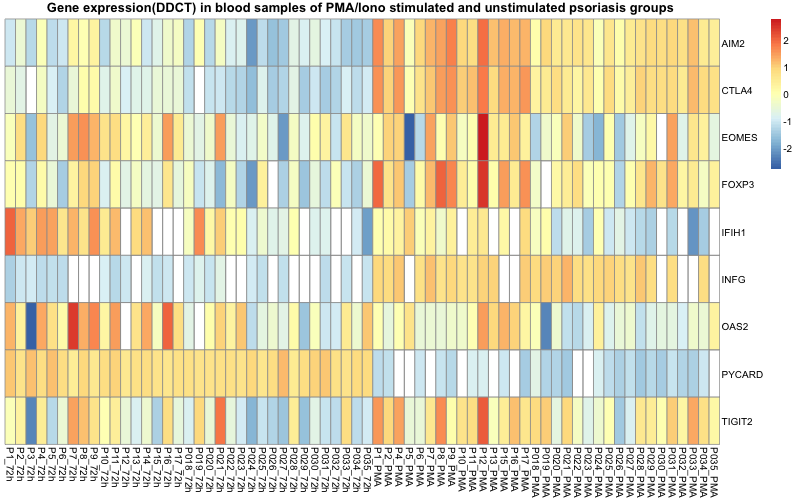 Gene expression(DDCT) in blood samples of PMA/Iono stimulated and unstimulated psoriasis groups
AIM2
CTLA4
EOMES
FOXP3
IFIH1
INFG
OAS2
PYCARD
TIGIT2
2
1
0
-1
-2
P1_72h
P2_72h
P3_72h
P4_72h
P5_72h
P6_72h
P7_72h
P8_72h
P9_72h
P10_72h
P11_72h
P12_72h
P13_72h
P14_72h
P15_72h
P16_72h
P17_72h
P018_72h
P019_72h
P020_72h
P021_72h
P022_72h
P023_72h
P024_72h
P025_72h
P026_72h
P027_72h
P028_72h
P029_72h
P030_72h
P031_72h
P032_72h
P033_72h
P034_72h
P035_72h
P1_PMA
P2_PMA
P4_PMA
P5_PMA
P6_PMA
P7_PMA
P8_PMA
P9_PMA
P10_PMA
P11_PMA
P12_PMA
P13_PMA
P15_PMA
P16_PMA
P17_PMA
P018_PMA
P019_PMA
P020_PMA
P021_PMA
P022_PMA
P023_PMA
P024_PMA
P025_PMA
P026_PMA
P027_PMA
P028_PMA
P029_PMA
P030_PMA
P031_PMA
P032_PMA
P033_PMA
P034_PMA
P035_PMA